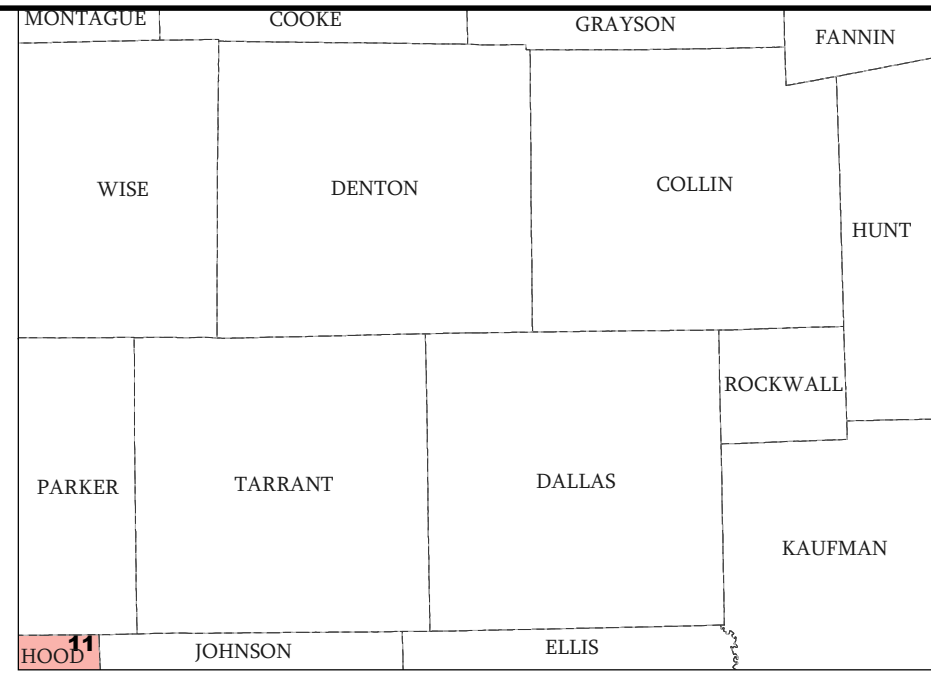 MONTAGUE
COOKE
GRAYSON
FANNIN
WISE
DENTON
COLLIN
HUNT
ROCKWALL
PARKER
TARRANT
DALLAS
KAUFMAN
11
HOOD
JOHNSON
ELLIS